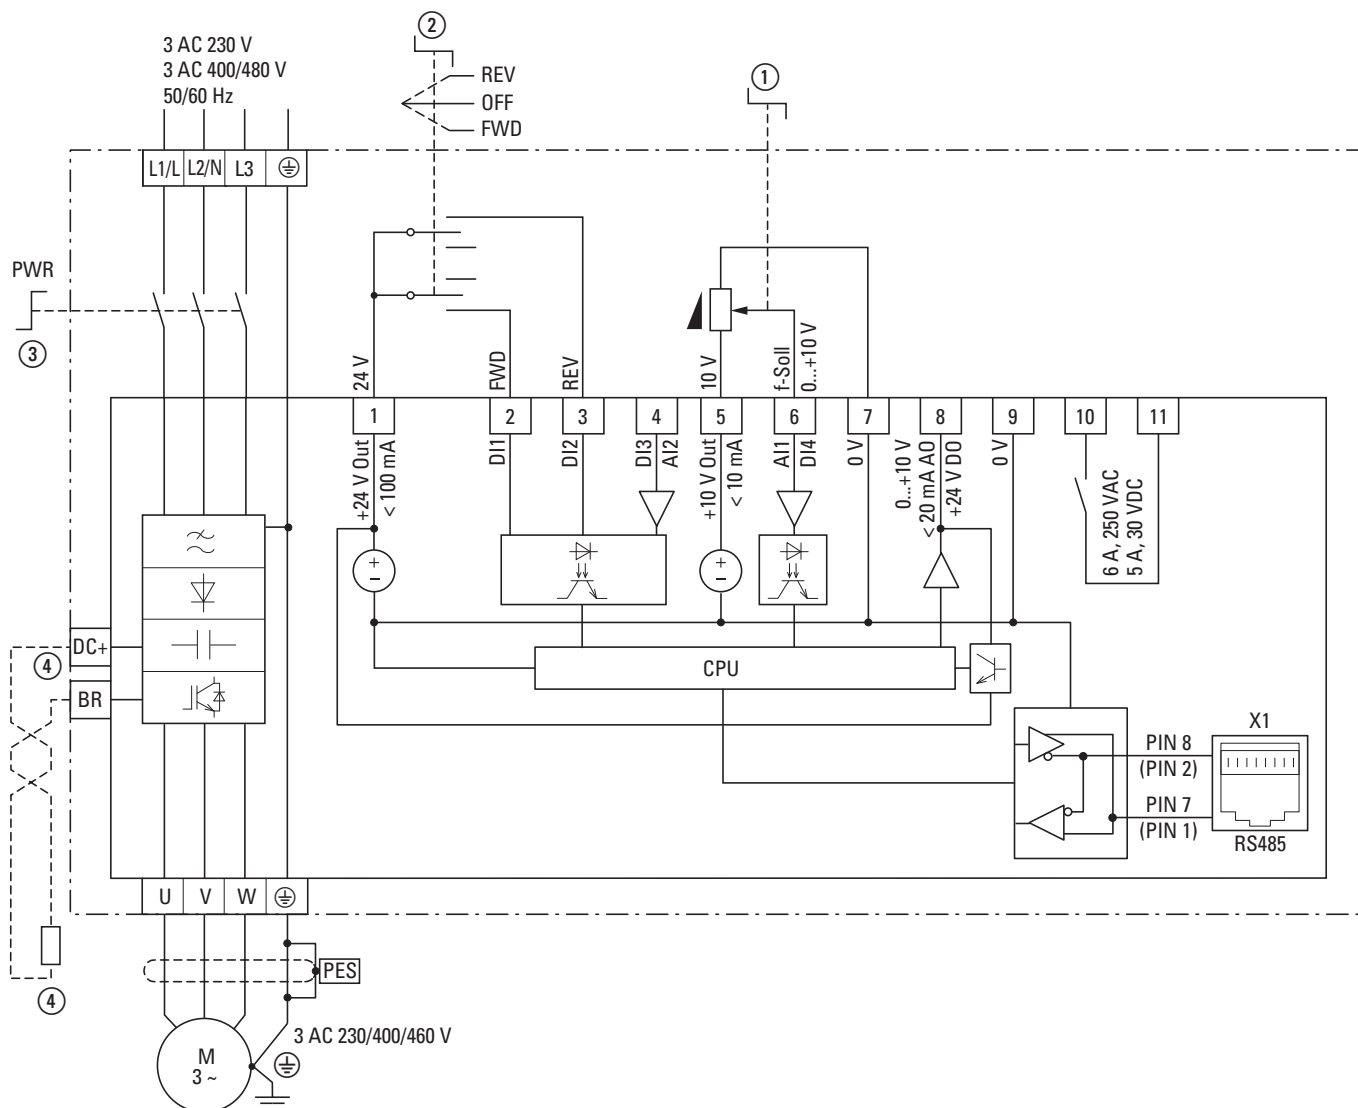 3 AC 230 V
3 AC 400/480 V
50/60 Hz
2
REV
OFF
FWD
1
L1/L
L2/N
L3
PWR
3
24 V
FWD
REV
10 V
f-Soll
0...+10 V
1
2
3
4
5
6
7
8
9
10
11
+24 V Out
< 100 mA
DI1
DI2
DI3
AI2
+10 V Out
< 10 mA
AI1
DI4
0 V
0...+10 V
< 20 mA AO
+24 V DO
0 V
6 A, 250 VAC
5 A, 30 VDC
+
-
+
-
DC+
4
BR
CPU
X1
PIN 8
(PIN 2)
PIN 7
(PIN 1)
RS485
U
V
W
PES
4
3 AC 230/400/460 V
M
3 ~